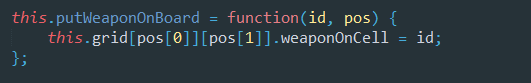 this.putWeaponOnBoard = function(id, pos) {
    this.grid[pos[0]][pos[1]].weaponOnCell = id;
};